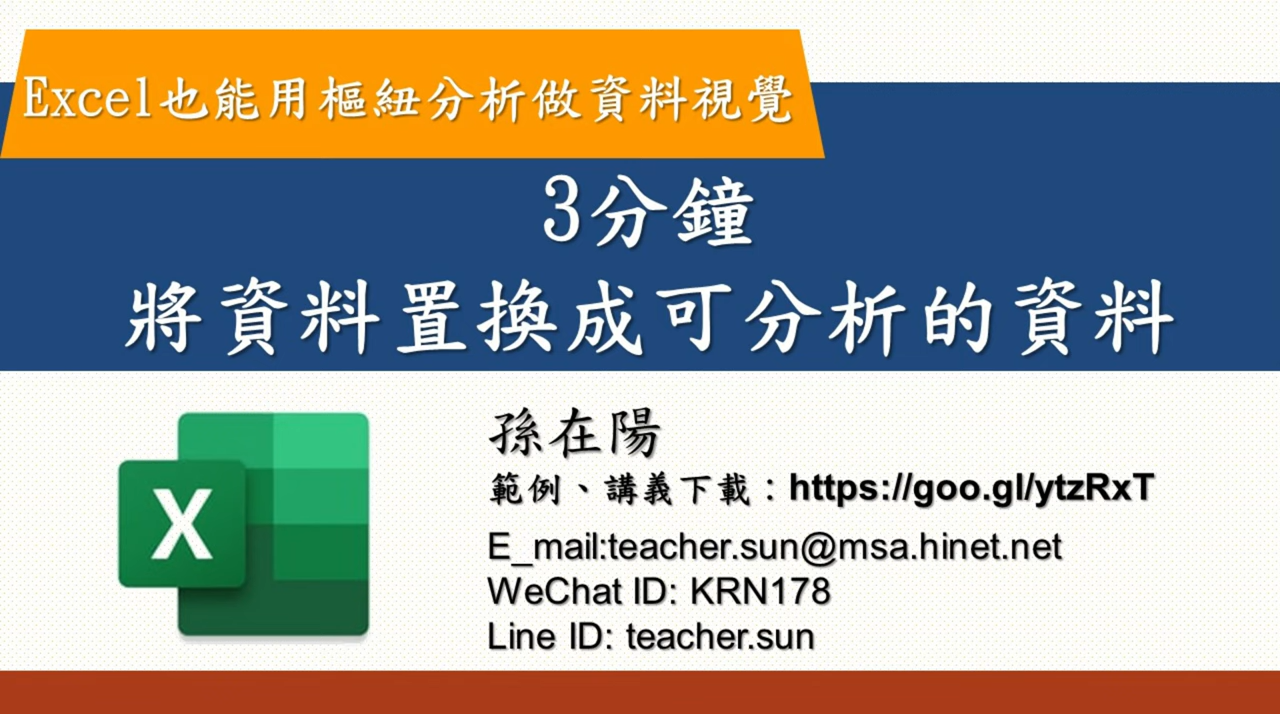 Excel也能用樞紐分析做資料視覺
3分鐘
將資料置換成可分析的資料
X
孫在陽
範例、講義下載：https://goo.gl/ytzRxT
E_mail:teacher.sun@msa.hinet.net
WeChat ID: KRN178
Line ID: teacher.sun